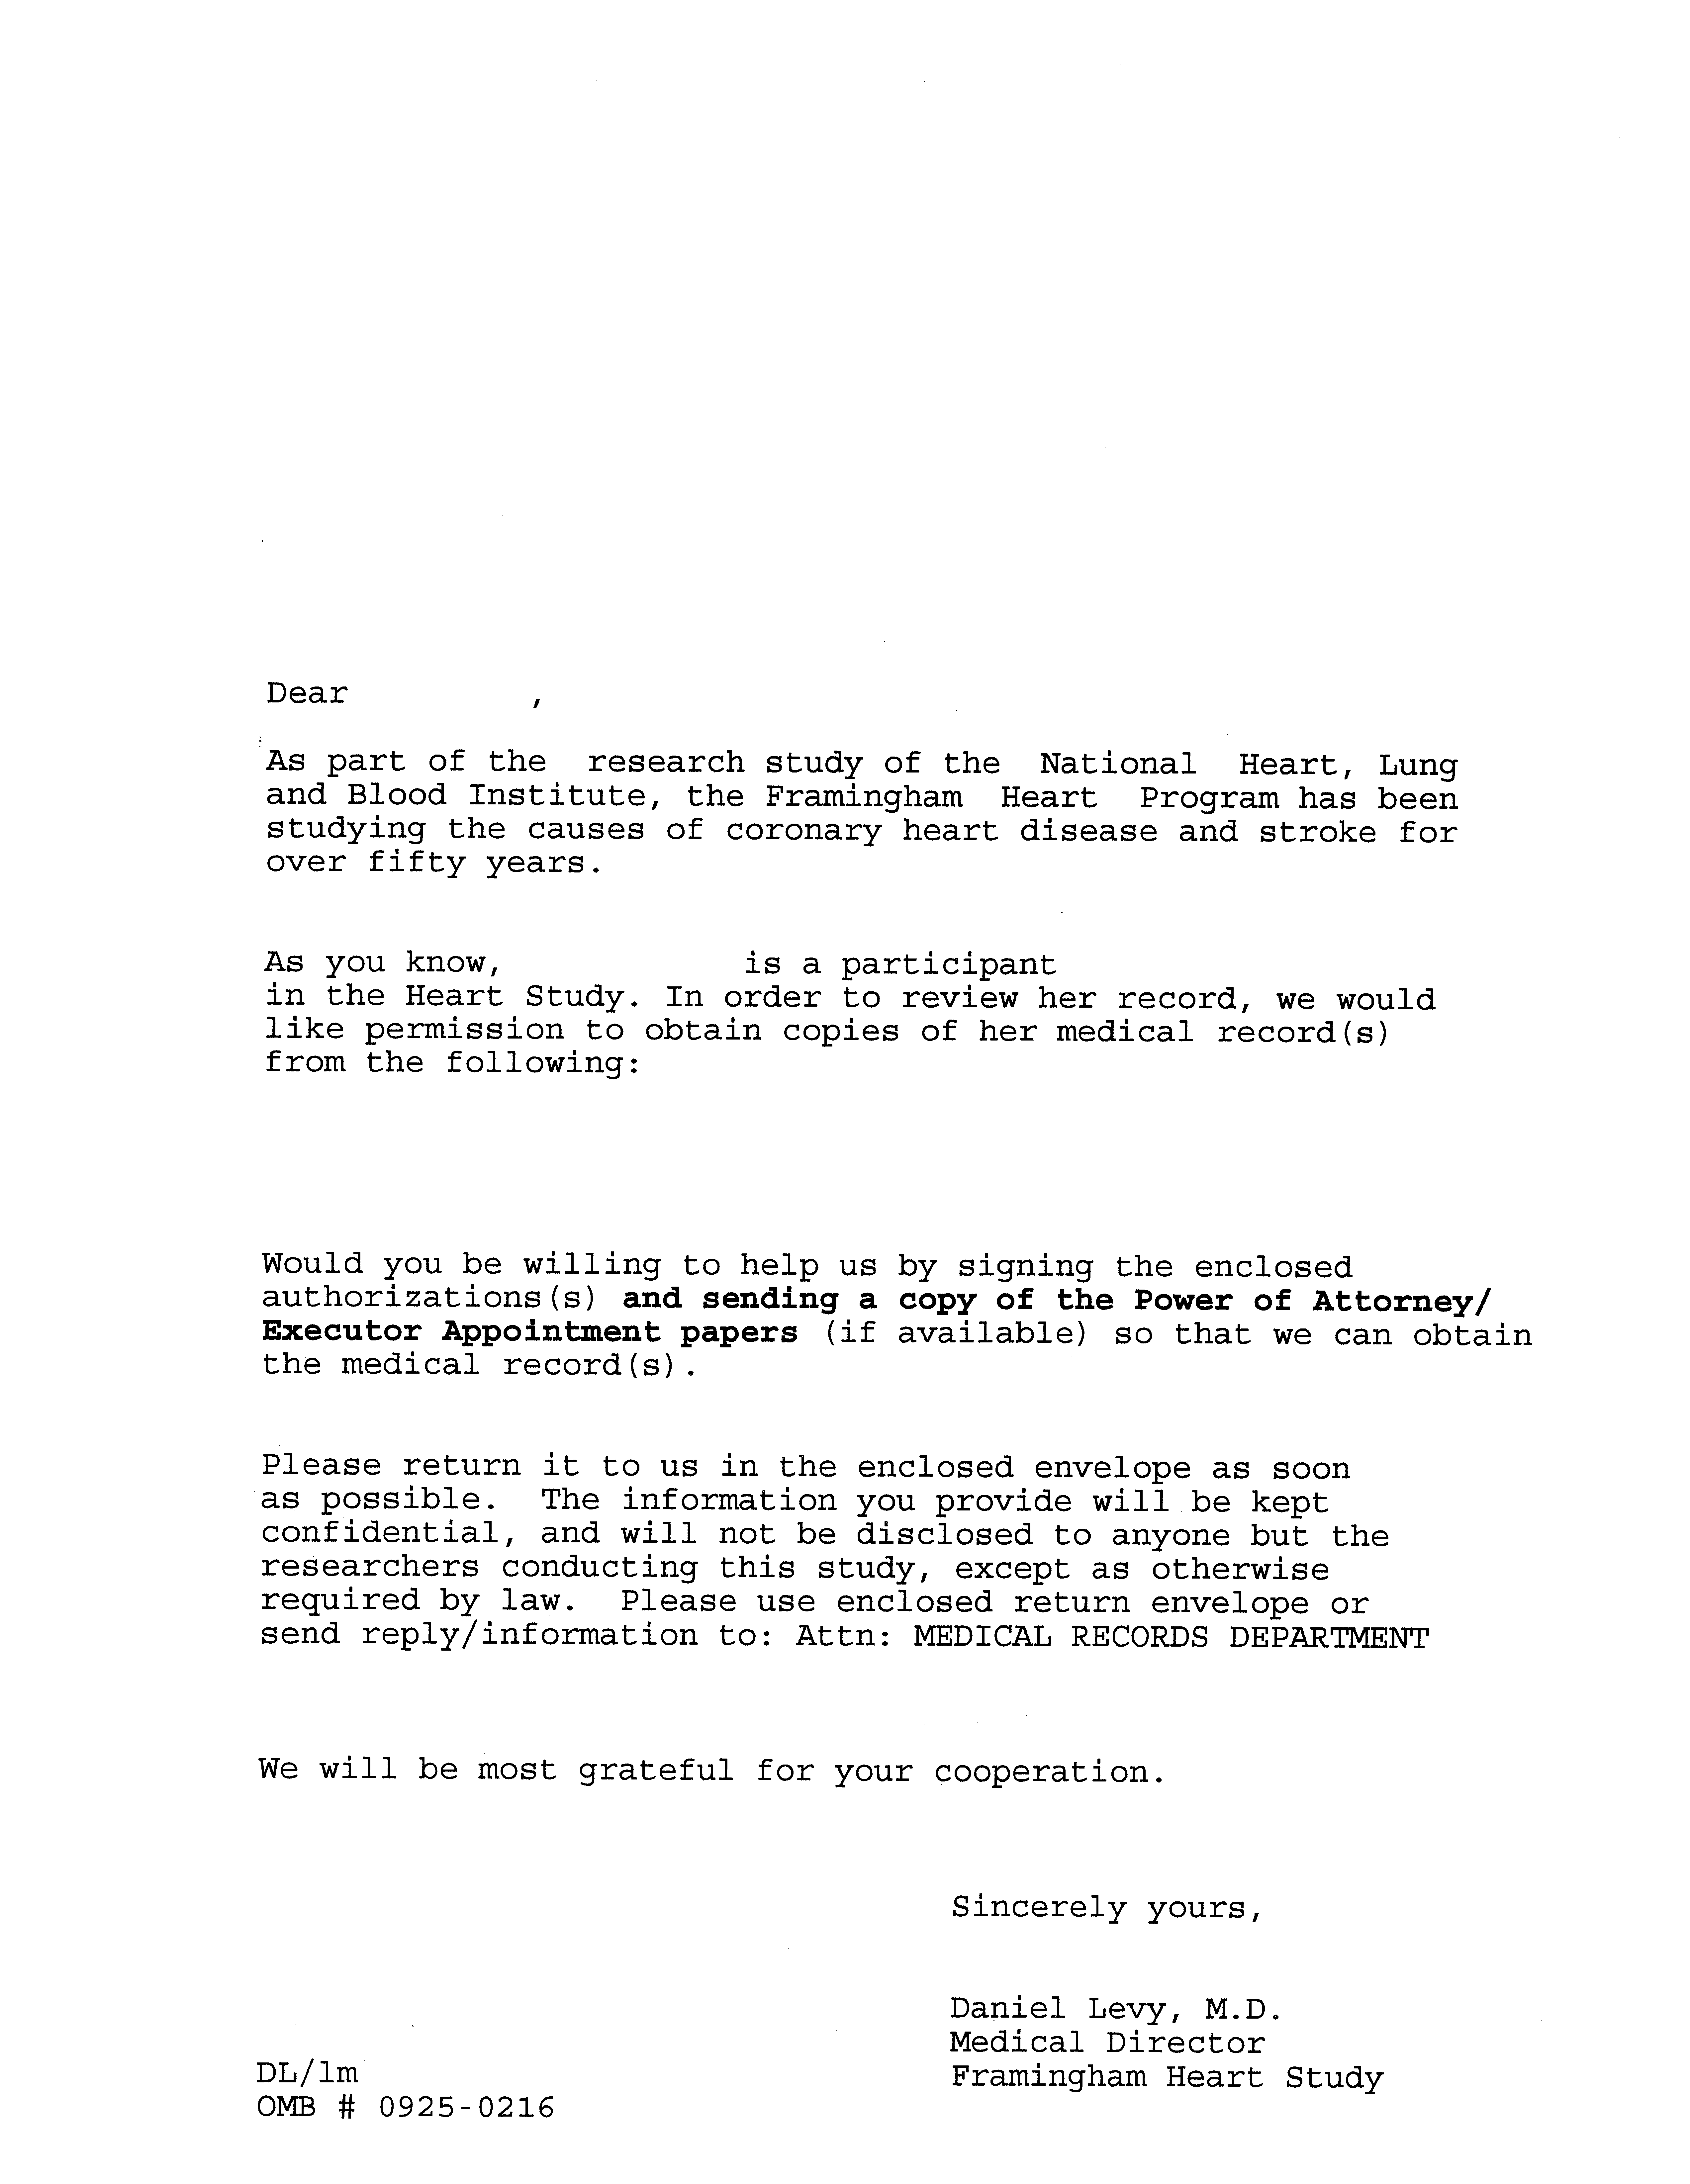 Dear ,
As part of the research study of the National Heart, Lung
and Blood Institute, the Framingham Heart Program has been
studying the causes of coronary heart disease and stroke for
over fifty years.
As you know, is a participant
in the Heart Study. In order to review her record, we would
like permission to obtain copies of her medical record(s)
from the following:
Would you be willing to help us by signing the enclosed
authorizations(s) and sending a copy of the Power of Attorney/
Executor Appointment papers (if available) so that we can obtain
the medical record(s).
Please return it to us in the enclosed envelope as soon
as possible. The information you provide will be kept
confidential, and will not be disclosed to anyone but the
researchers conducting this study, except as otherwise
required by law. Please use enclosed return envelope or
send reply/information to: Attn: MEDICAL RECORDS DEPARTMENT
We will be most grateful for your cooperation.
Sincerely yours,
Daniel Levy, M.D.
Medical Director
Framingham Heart Study
DL/lm
OMB # 0925-0216